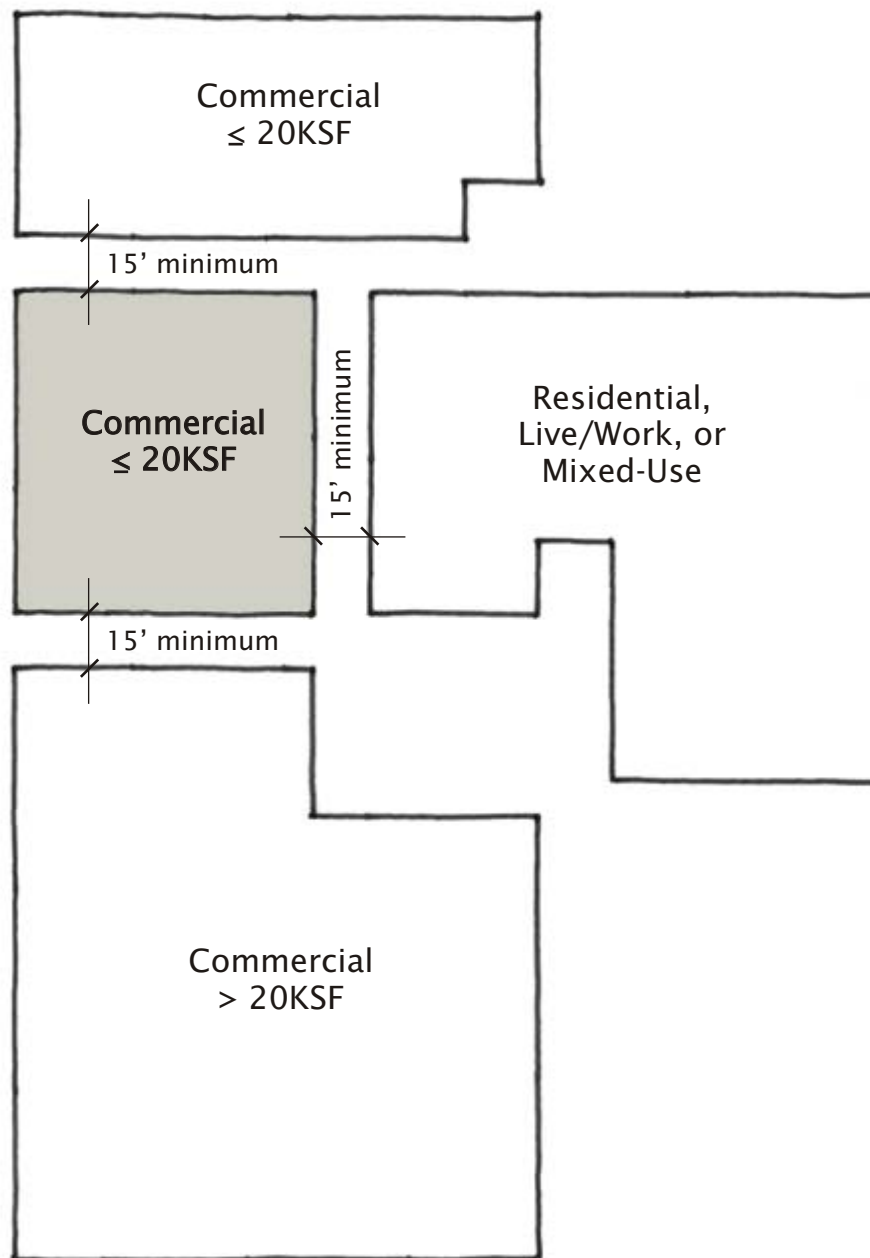 Commercial
≤ 20KSF
15’ minimum
Commercial
≤ 20KSF
15’ minimum
Residential,
Live/Work, or
Mixed-Use
15’ minimum
Commercial
> 20KSF